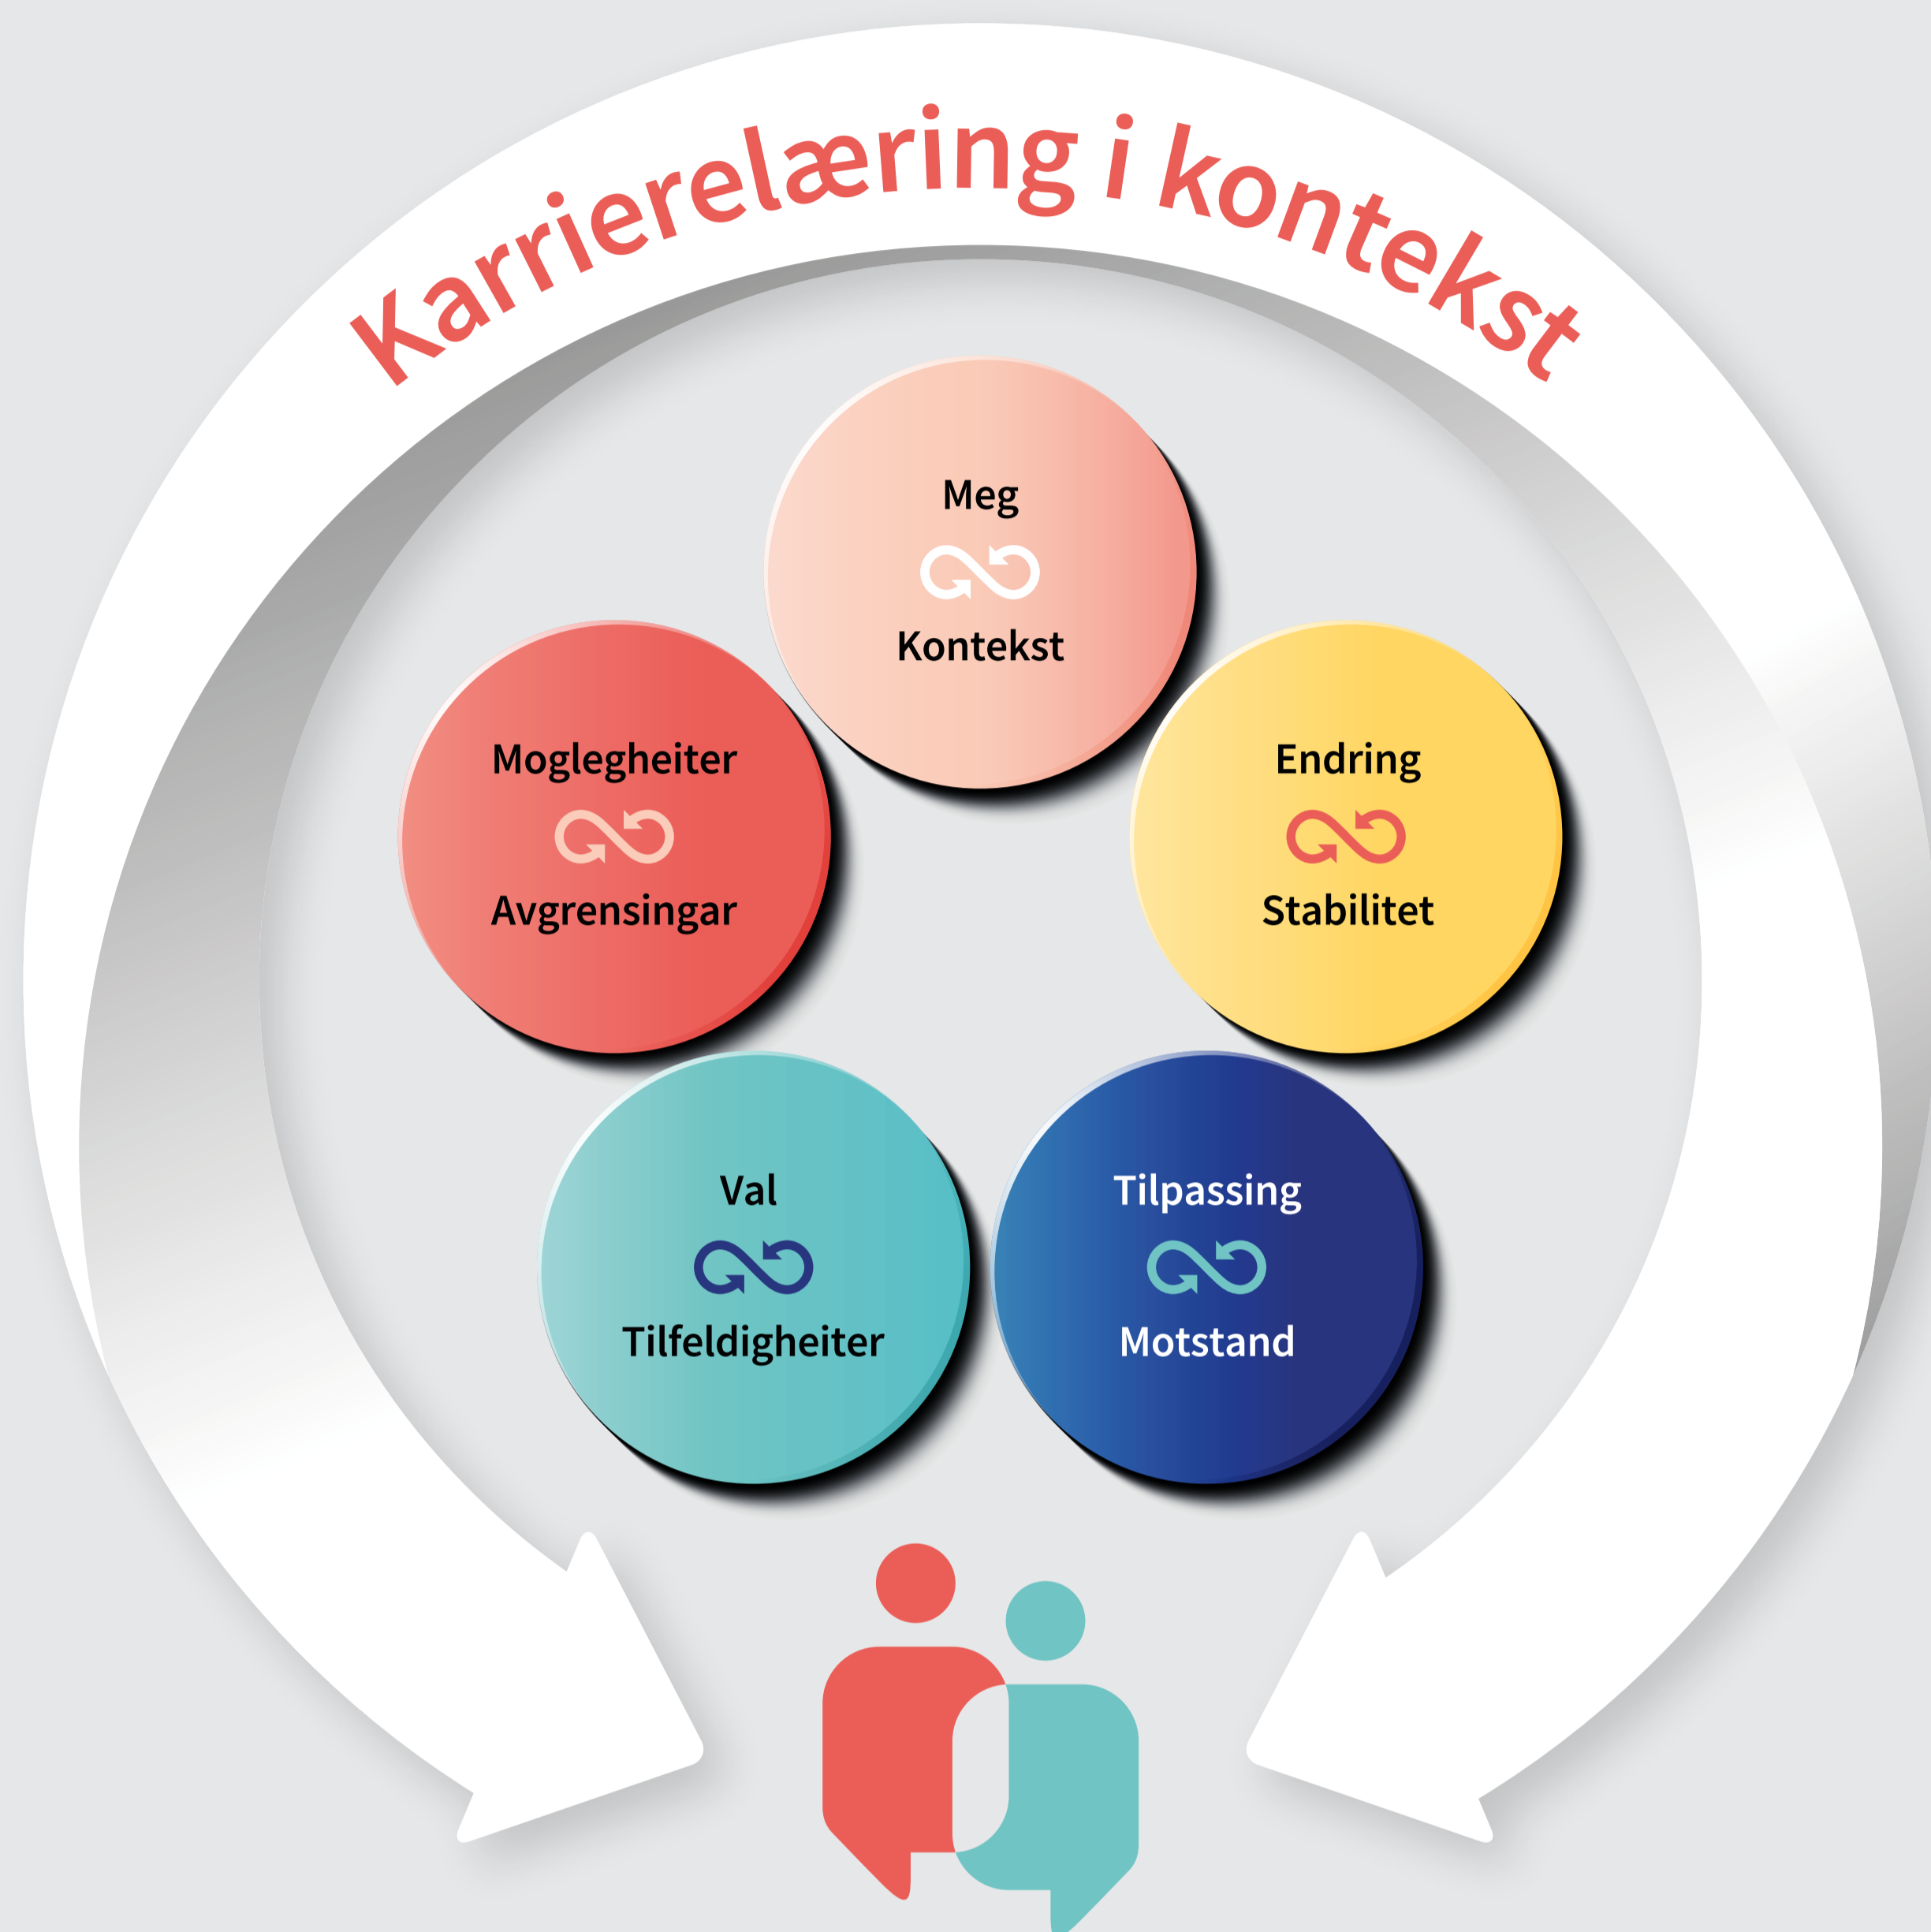 Karrierelæring i kontekst
Meg
Kontekst
Moglegheiter
Avgrensingar
Endring
Stabilitet
Val
Tilfeldigheiter
Tilpassing
Motstand